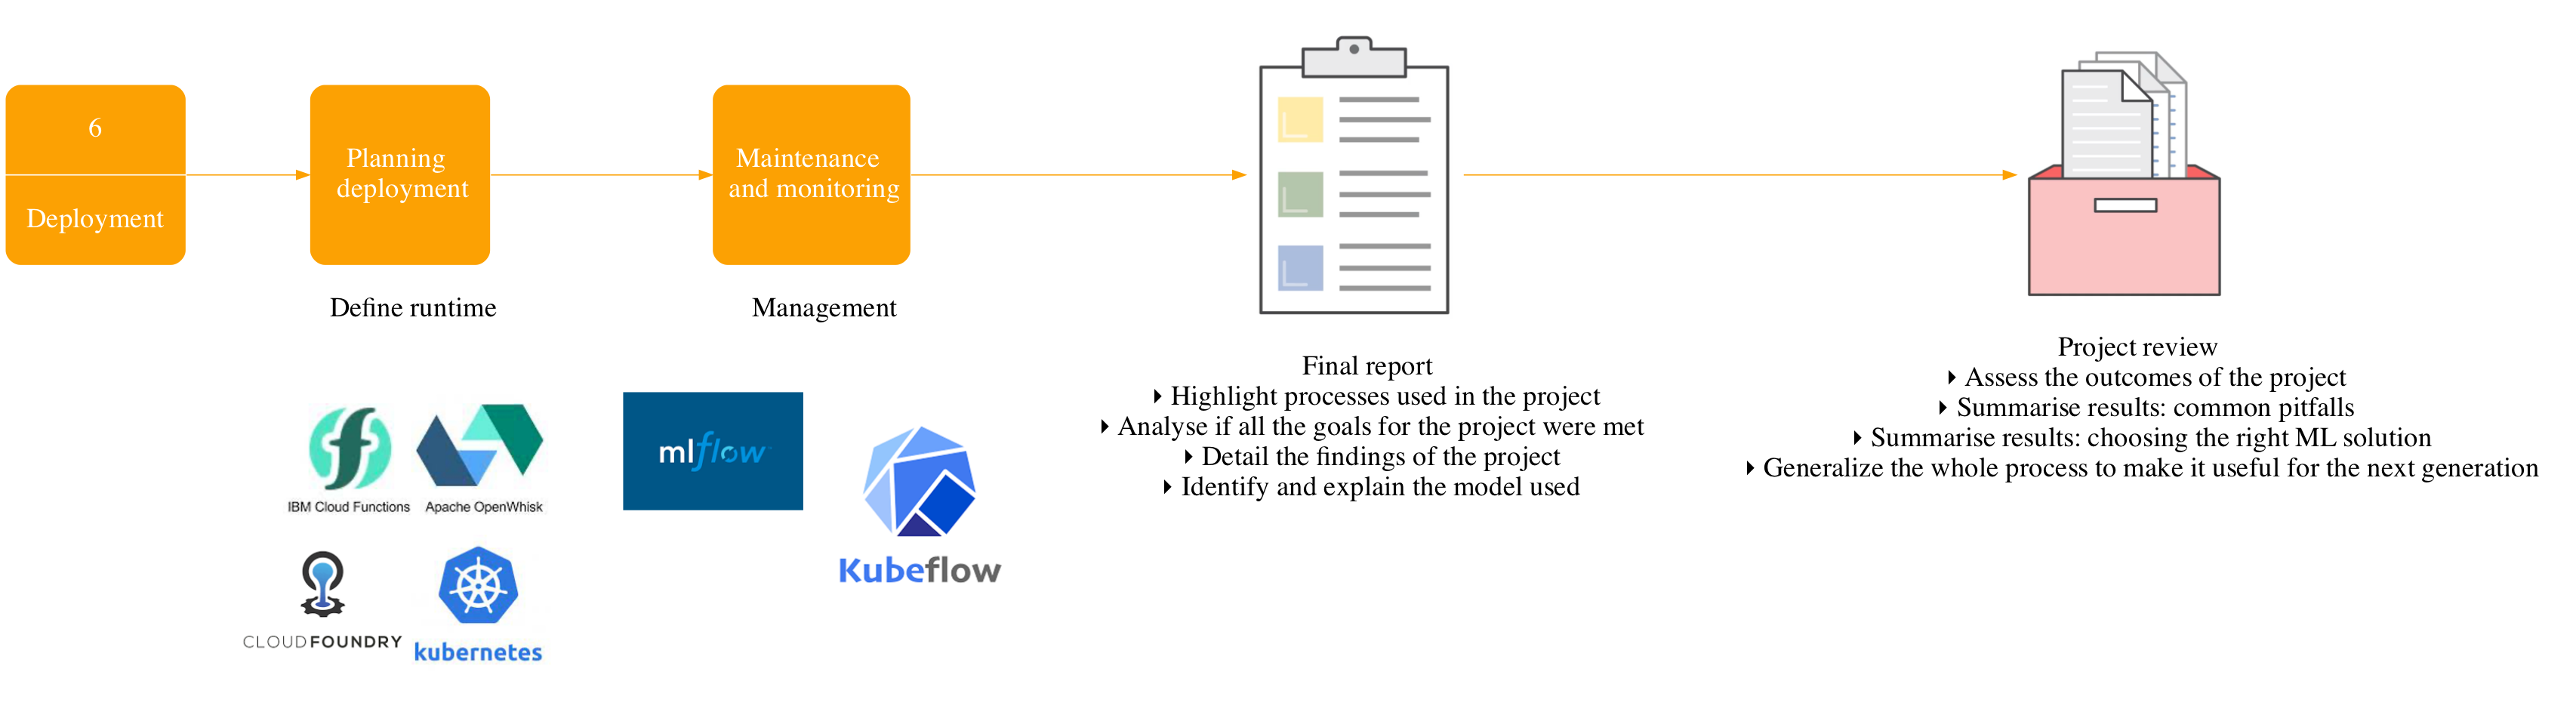 6
Deployment
Planning
deployment
Maintenance
and monitoring
Define runtime
Management
IBM Cloud Functions
Apache OpenWhisk
CLOUDFOUNDRY
kubernetes
mlflow
Kubeflow
Final report
‣ Highlight processes used in the project
‣ Analyse if all the goals for the project were met
‣ Detail the findings of the project
‣ Identify and explain the model used
Project review
‣ Assess the outcomes of the project
‣ Summarise results: common pitfalls
‣ Summarise results: choosing the right ML solution
‣ Generalize the whole process to make it useful for the next generation